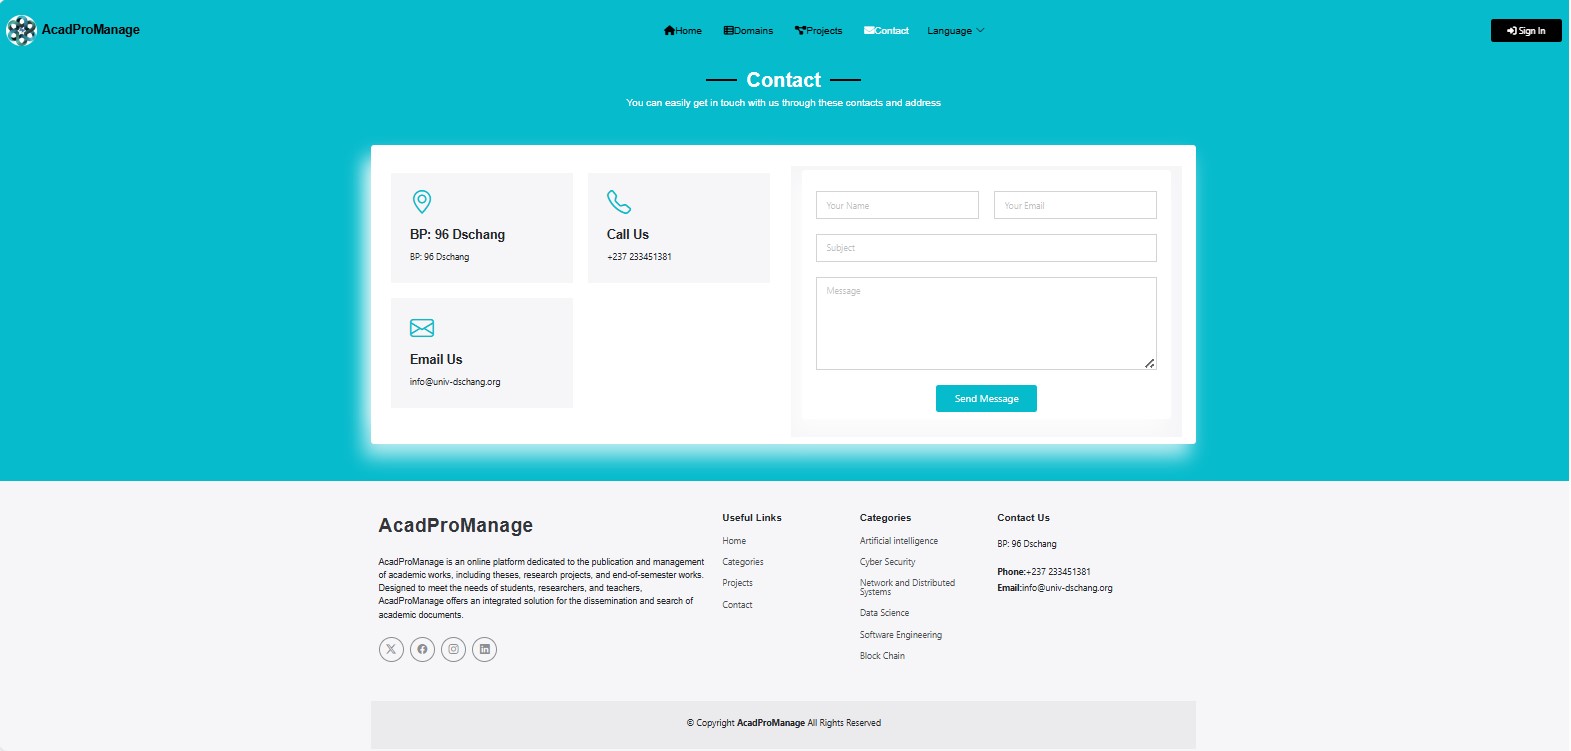 AcadProManage
Home Domains Projects Contact Language
Sign In
Contact
You can easily get in touch with us through these contacts and address
BP: 96 Dschang
BP: 96 Dschang
Call Us
+237 233451381
Email Us
info@univ-dschang.org
Your Name
Your Email
Subject
Message
Send Message
AcadProManage
AcadProManage is an online platform dedicated to the publication and management
of academic works, including theses, research projects, and end-of-semester works.
Designed to meet the needs of students, researchers, and teachers,
AcadProManage offers an integrated solution for the dissemination and search of
academic documents.
Useful Links
Home
Categories
Projects
Contact
Categories
Artificial intelligence
Cyber Security
Network and Distributed
Systems
Data Science
Software Engineering
Block Chain
Contact Us
BP: 96 Dschang
Phone:+237 233451381
Email:info@univ-dschang.org
© Copyright AcadProManage All Rights Reserved